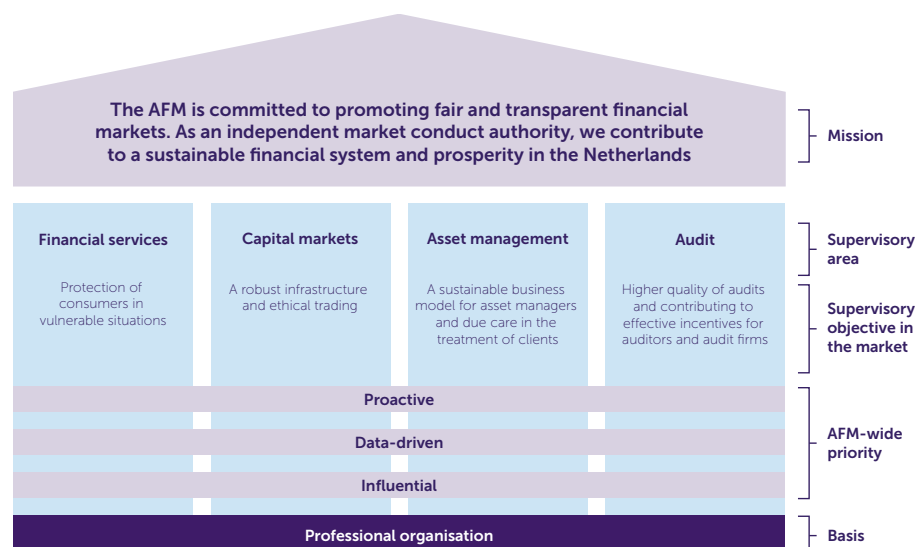 The AFM is committed to promoting fair and transparent financial
markets. As an independent market conduct authority, we contribute
to a sustainable financial system and prosperity in the Netherlands
Mission
Financial services
Capital markets
Asset management
Audit
Supervisory
area
Protection of
consumers in
vulnerable situations
A robust infrastructure
and ethical trading
A sustainable business
model for asset managers
and due care in the
treatment of clients
Higher quality of audits
and contributing to
effective incentives for
auditors and audit firms
Supervisory
objective in
the market
Proactive
Data-driven
Influential
AFM-wide
priority
Professional organisation
Basis